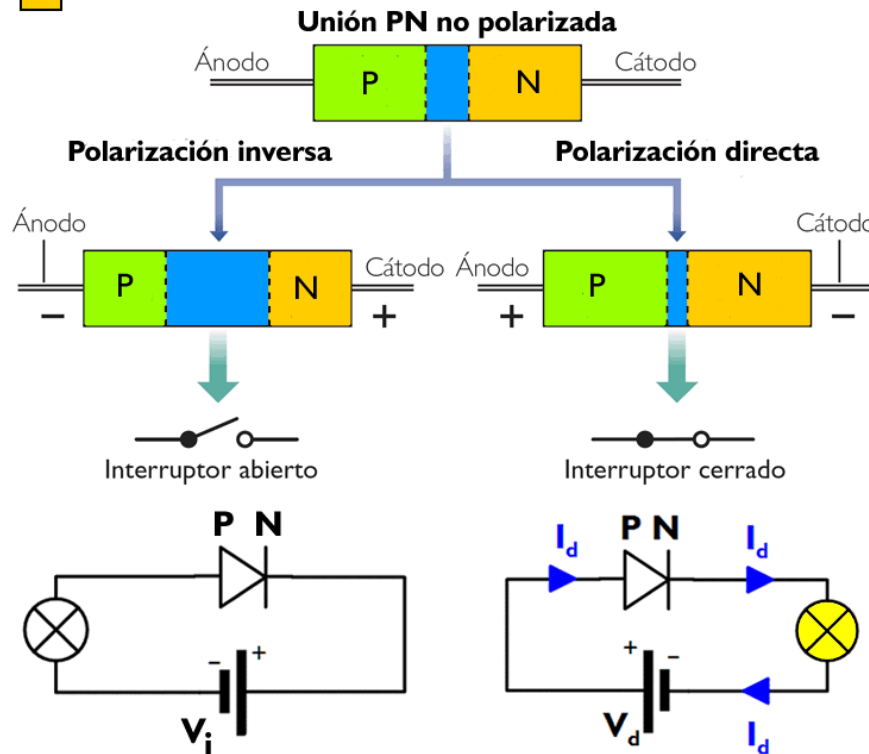 Unión PN no polarizada
Ánodo
P
N
Cátodo
Polarización inversa
Polarización directa
Ánodo
P
N
Cátodo
−
+
Ánodo
P
N
Cátodo
+
−
Interruptor abierto
Interruptor cerrado
P N
- +
Vi
Id
P N
Id
+ -
Vd
Id